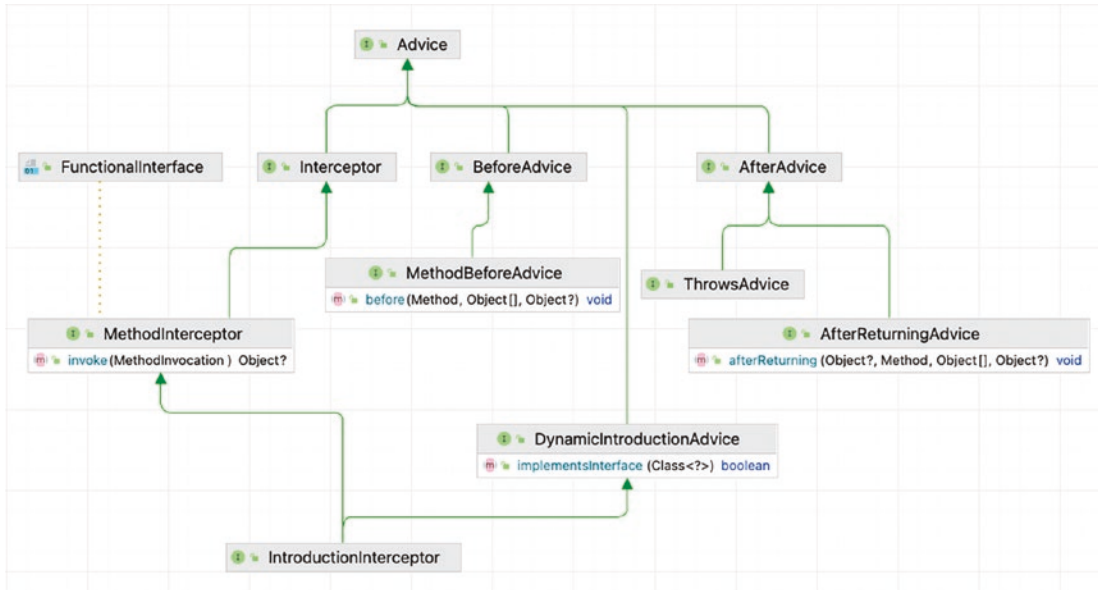 Advice
FunctionalInterface
Interceptor
BeforeAdvice
AfterAdvice
MethodBeforeAdvice
before(Method, Object[], Object?) void
ThrowsAdvice
MethodInterceptor
invoke(MethodInvocation) Object?
AfterReturningAdvice
afterReturning (Object?, Method, Object[], Object?) void
DynamicIntroductionAdvice
implementsInterface (Class<?>) boolean
IntroductionInterceptor